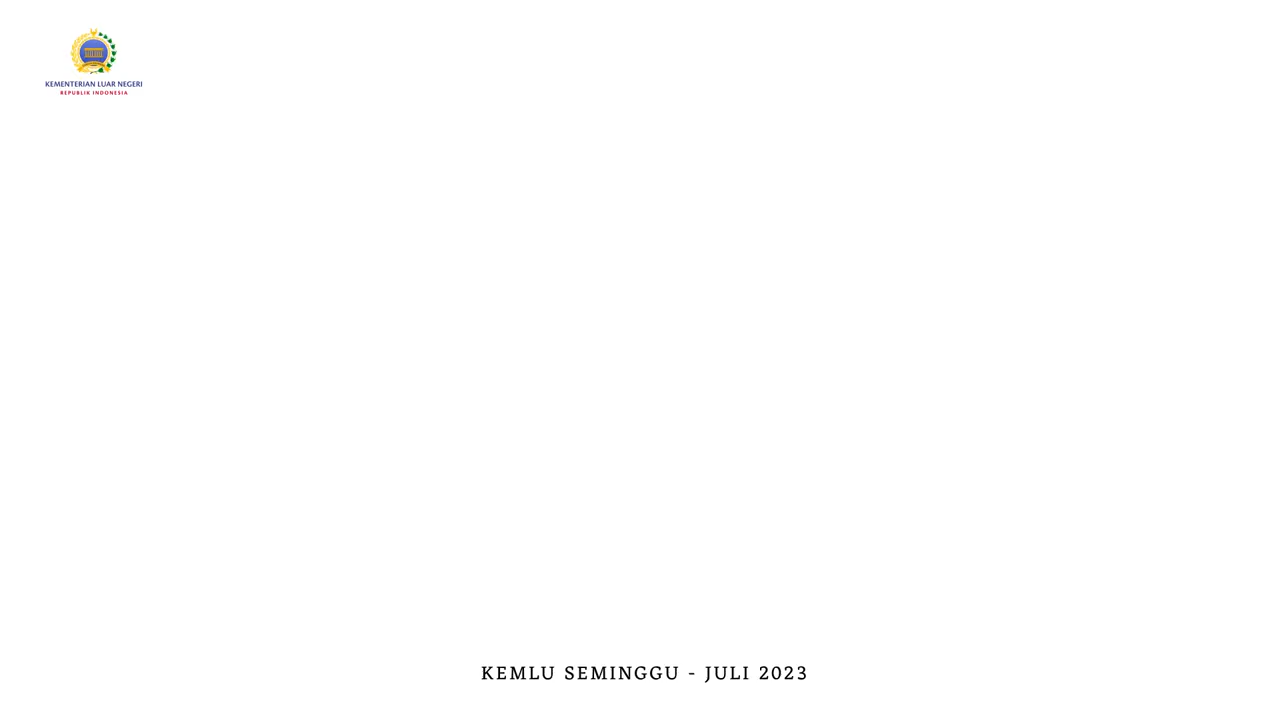 KEMENTERIAN LUAR NEGERI
REPUBLIK INDONESIA
KEMLU SEMINGGU - JULI 2023